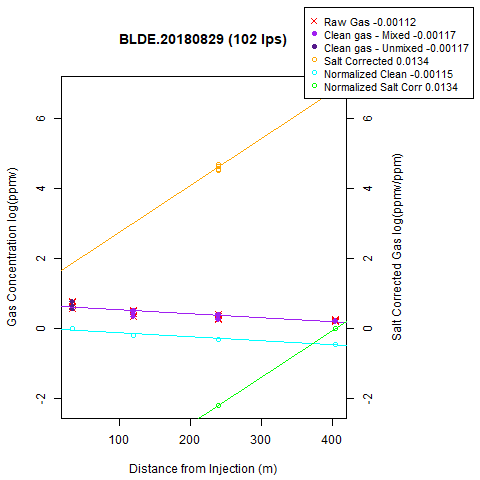 BLDE.20180829 (102 lps)
Raw Gas -0.00112
Clean gas - Mixed -0.00117
Clean gas - Unmixed -0.00117
Salt Corrected 0.0134
Normalized Clean -0.00115
Normalized Salt Corr 0.0134
Gas Concentration log(ppmv)
6
4
2
0
-2
6
4
2
0
-2
Salt Corrected Gas log(ppmv/ppm)
100 200 300 400
Distance from Injection (m)